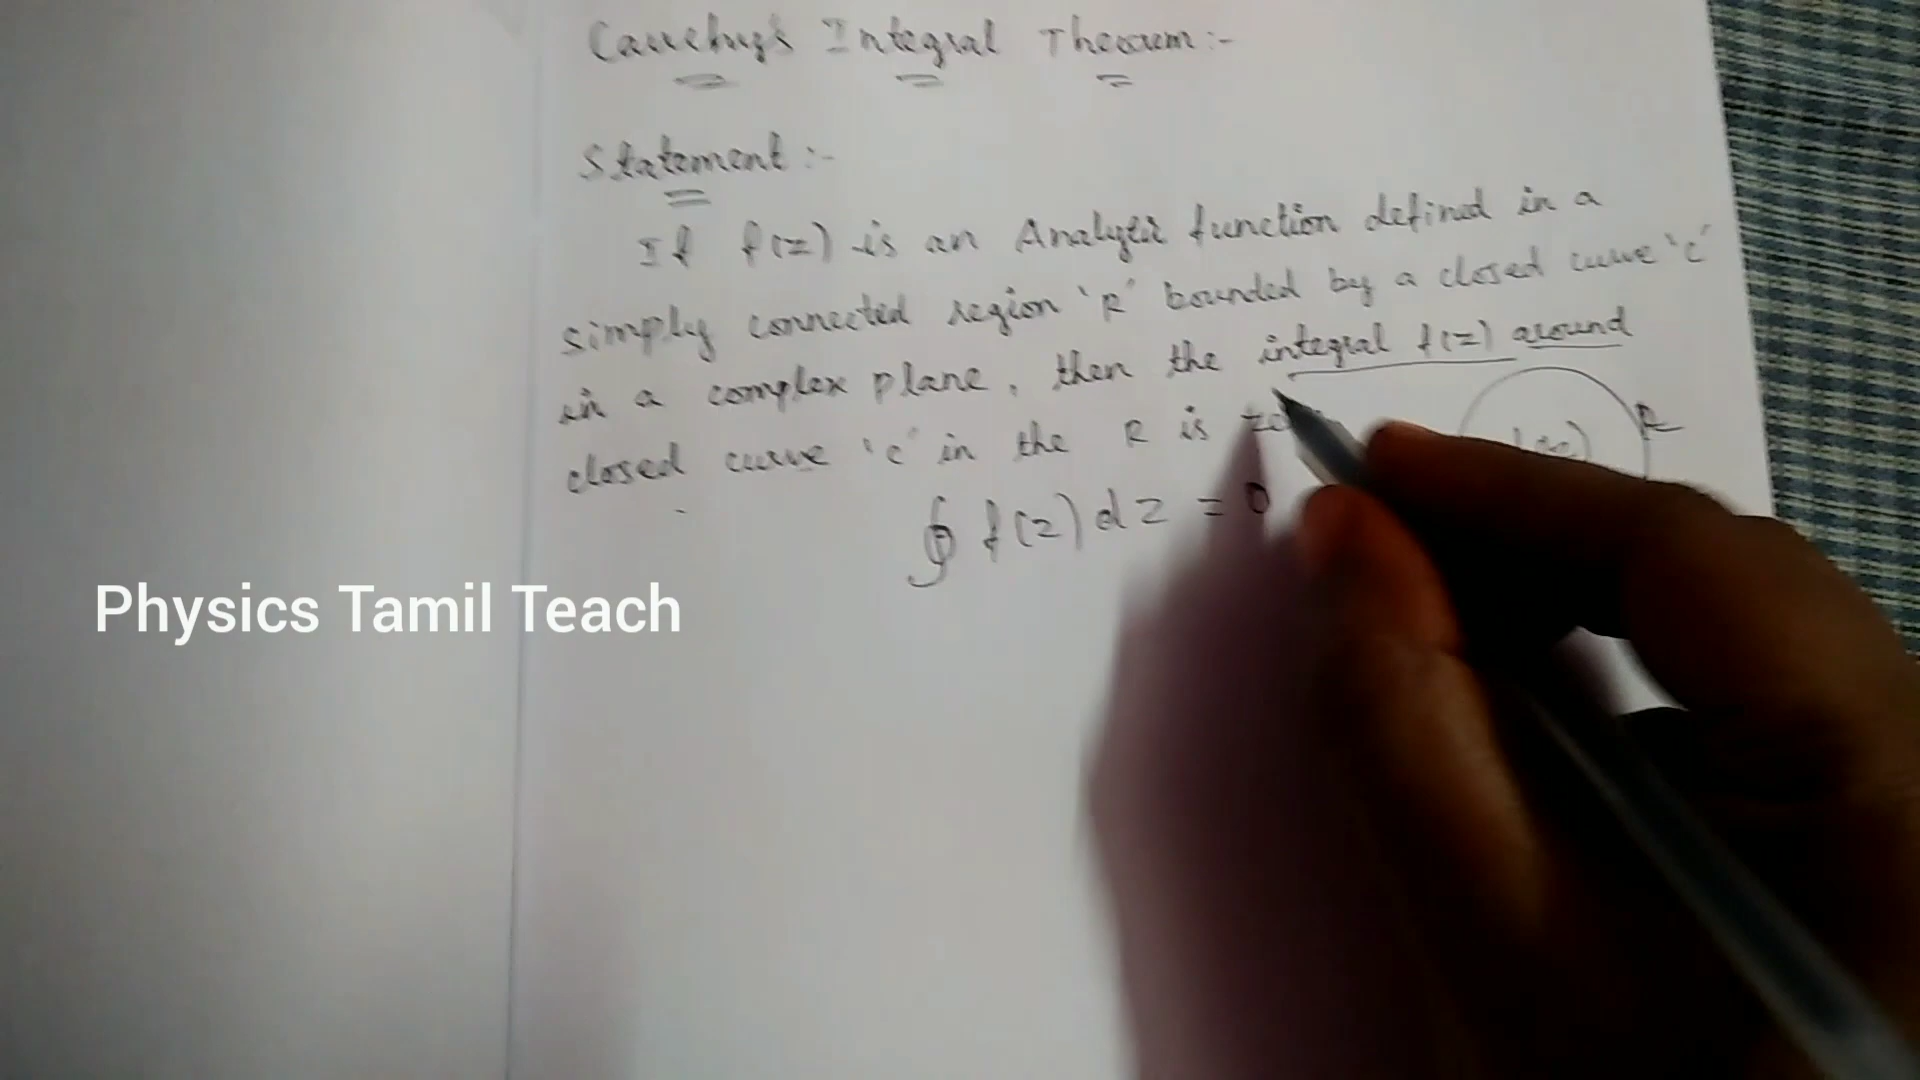 Cauchy's Integral Theorem :-
Statement :-
If f(z) is an Analytic function defined in a
simply connected region 'R' bounded by a closed curve 'c'
in a complex plane, then the integral f(z) around
closed curve 'c' in the R is
R
f(z)
∮ f(z) dz = 0
Physics Tamil Teach